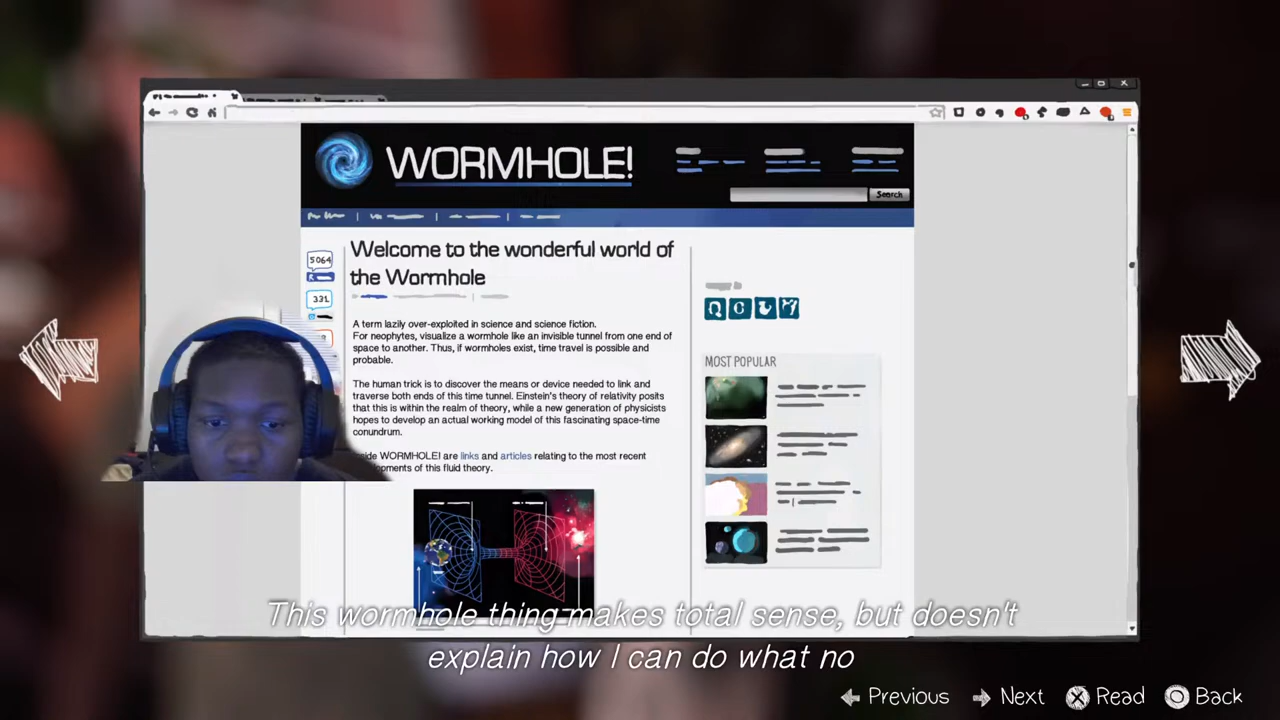 WORMHOLE!
Search
5064
331
Welcome to the wonderful world of
the Wormhole
A term lazily over-exploited in science and science fiction.
For neophytes, visualize a wormhole like an invisible tunnel from one end of
space to another. Thus, if wormholes exist, time travel is possible and
probable.
The human trick is to discover the means or device needed to link and
traverse both ends of this time tunnel. Einstein's theory of relativity posits
that this is within the realm of theory, while a new generation of physicists
hopes to develop an actual working model of this fascinating space-time
conundrum.
WORMHOLE! are links and articles relating to the most recent
of this fluid theory.
MOST POPULAR
This wormhole thing makes total sense, but doesn't
explain how I can do what no
Previous Next Read Back